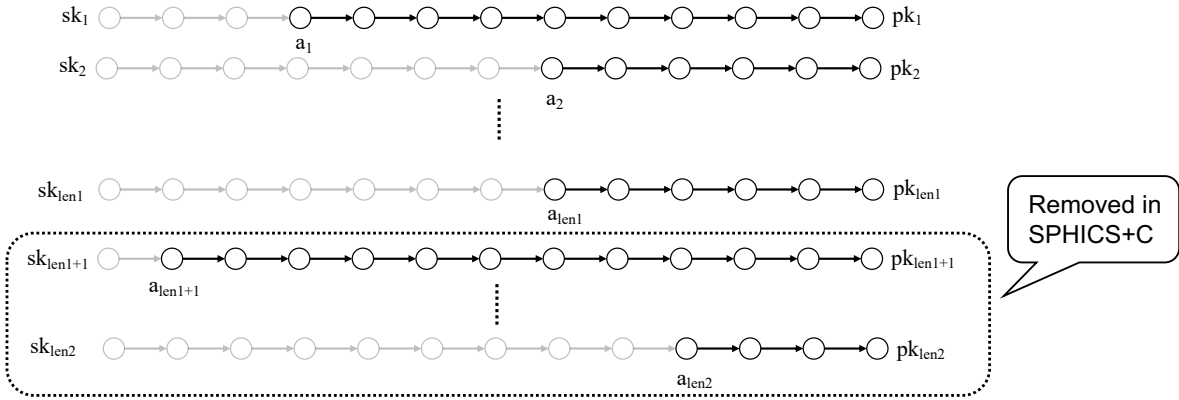 sk1 pk1
a1
sk2 pk2
a2
sklen1 pklen1
alen1
Removed in
SPHICS+C
sklen1+1 pklen1+1
alen1+1
sklen2 pklen2
alen2